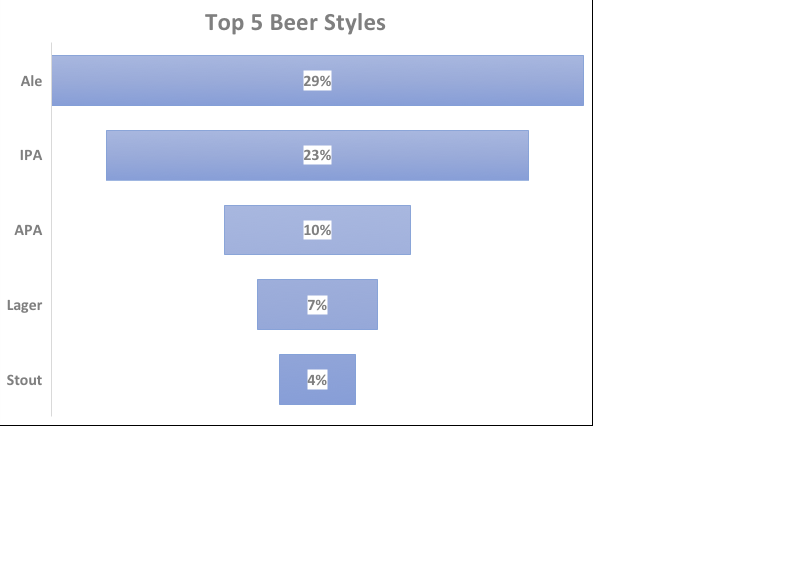 Top 5 Beer Styles
Ale 29%
IPA 23%
APA 10%
Lager 7%
Stout 4%